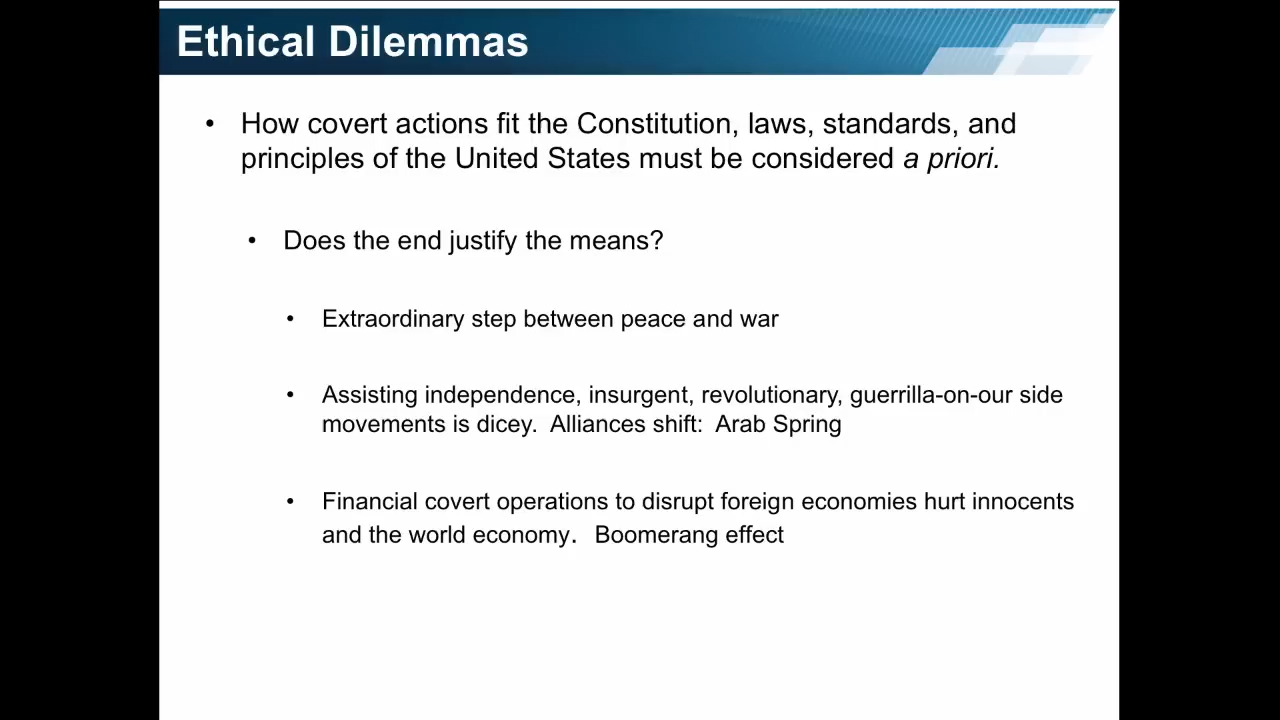 Ethical Dilemmas
• How covert actions fit the Constitution, laws, standards, and
principles of the United States must be considered a priori.
• Does the end justify the means?
• Extraordinary step between peace and war
• Assisting independence, insurgent, revolutionary, guerrilla-on-our side
movements is dicey.  Alliances shift:  Arab Spring
• Financial covert operations to disrupt foreign economies hurt innocents
and the world economy.  Boomerang effect